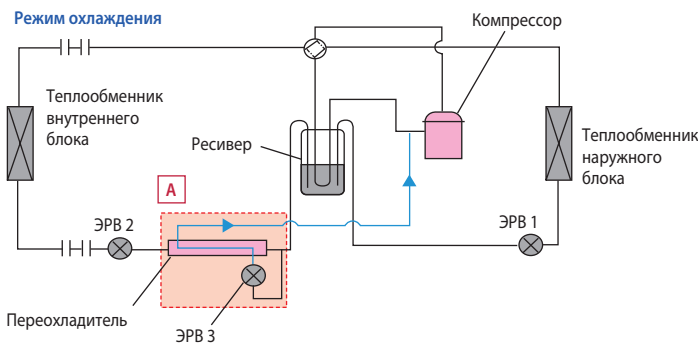 Режим охлаждения
Компрессор
Теплообменник
внутреннего
блока
Ресивер
Теплообменник
наружного
блока
A
ЭРВ 2
ЭРВ 1
Переохладитель
ЭРВ 3